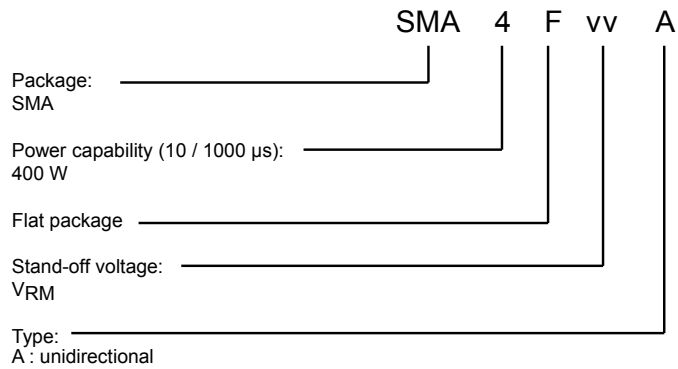 SMA 4 F vv A
Package:
SMA
Power capability (10 / 1000 µs):
400 W
Flat package
Stand-off voltage:
VRM
Type:
A : unidirectional